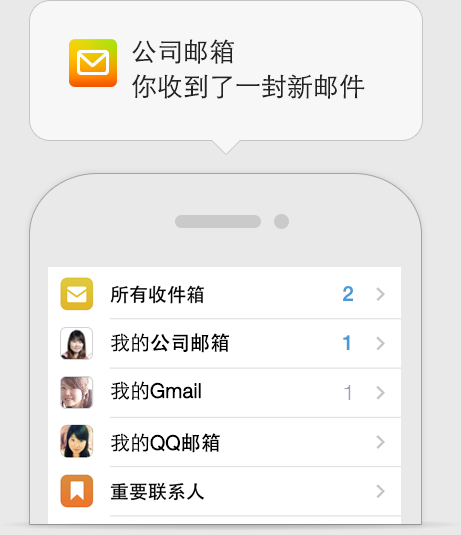 公司邮箱
你收到了一封新邮件
所有收件箱 2
我的公司邮箱 1
我的Gmail 1
我的QQ邮箱
重要联系人